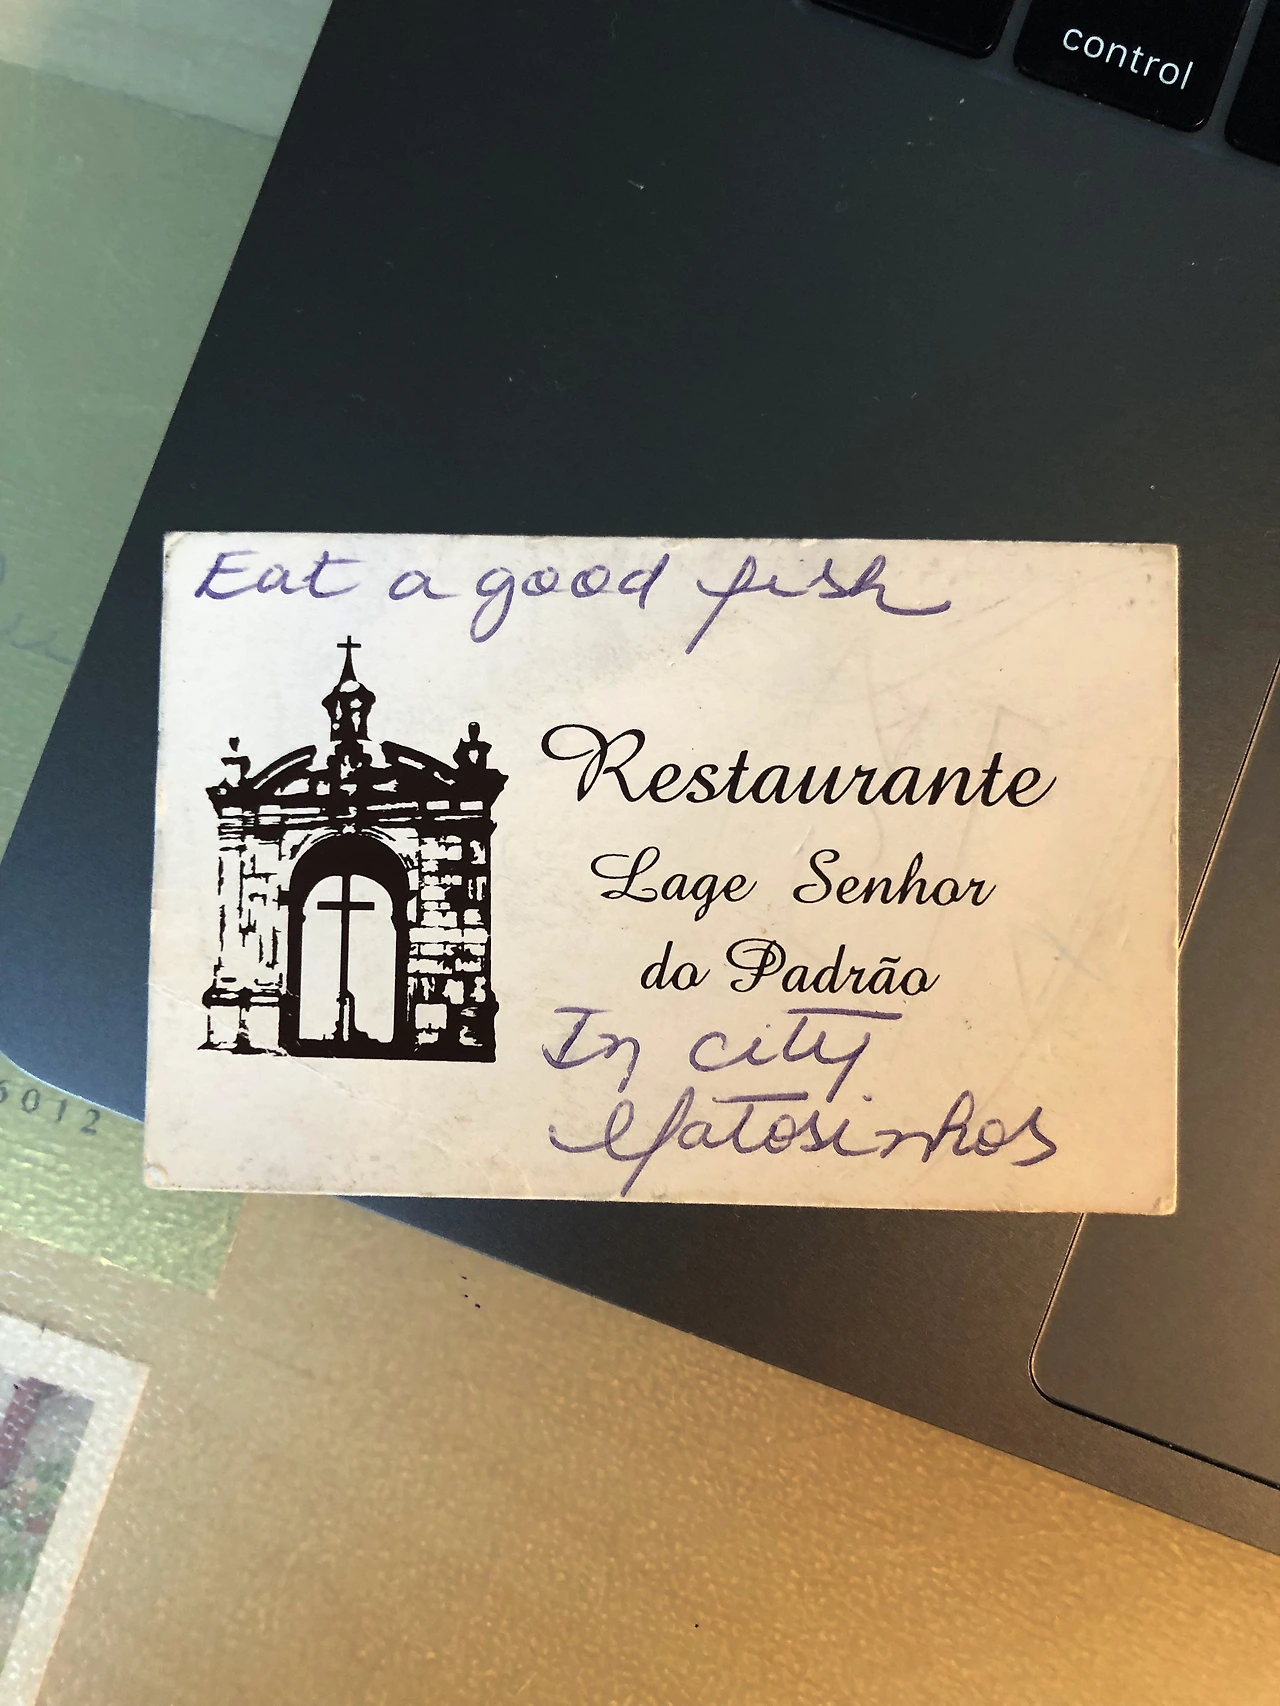 control
Eat a good fish
Restaurante
Lage Senhor
do Padrão
In city
Matosinhos
6012